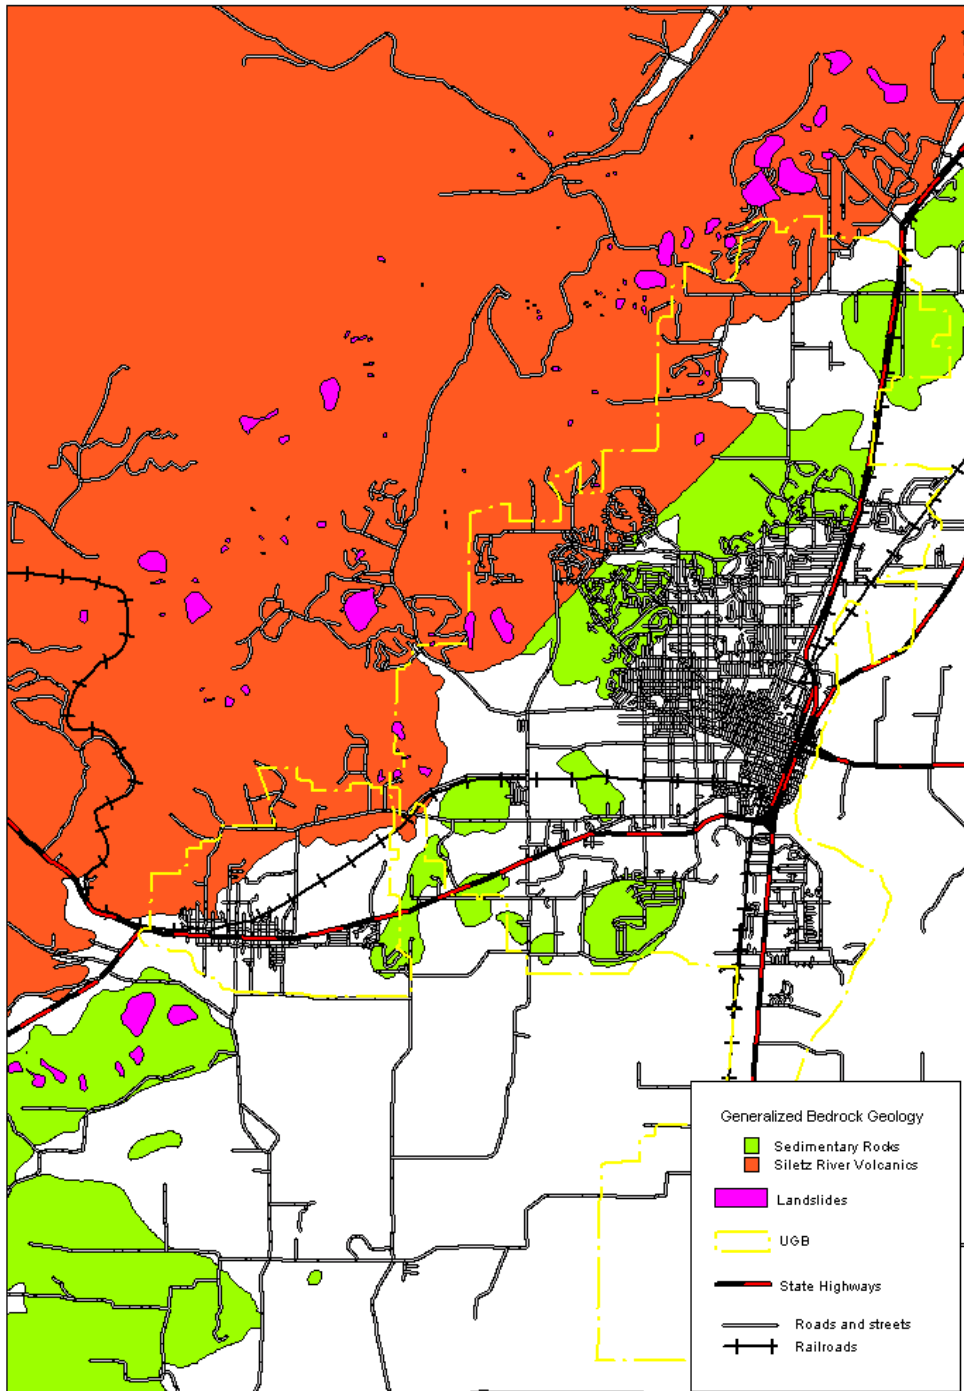 Generalized Bedrock Geology
Sedimentary Rocks
Siletz River Volcanics
Landslides
UGB
State Highways
Roads and streets
Railroads